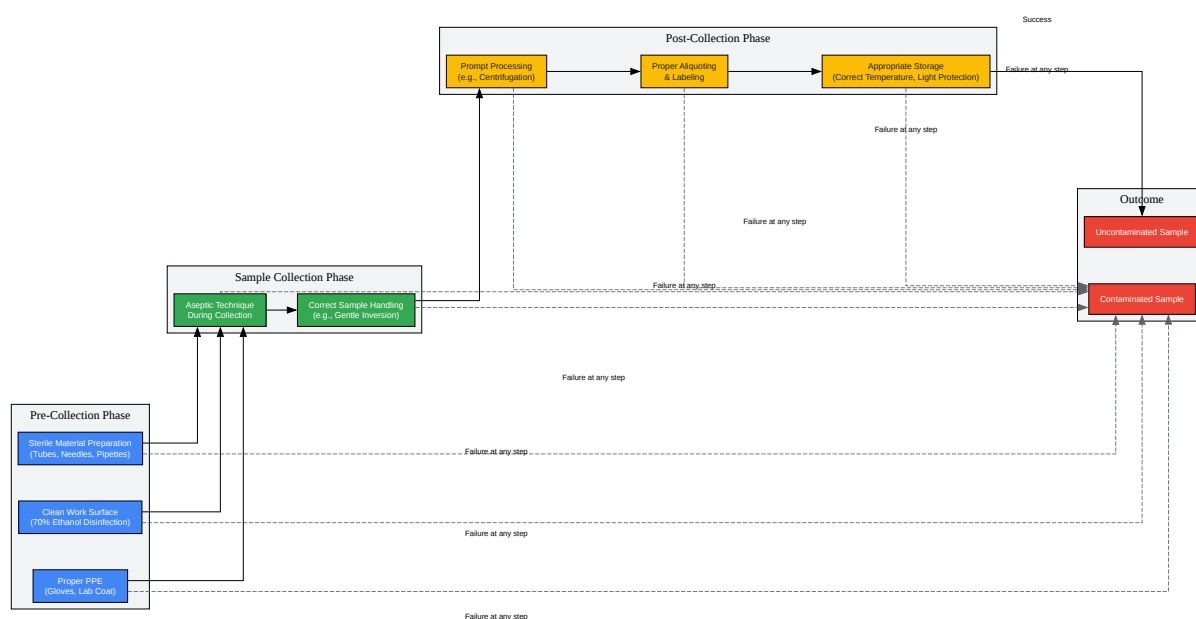 Success
Post-Collection Phase
Prompt Processing
(e.g., Centrifugation)
Proper Aliquoting
& Labeling
Appropriate Storage
(Correct Temperature, Light Protection)
Failure at any step
Failure at any step
Failure at any step
Outcome
Uncontaminated Sample
Contaminated Sample
Failure at any step
Sample Collection Phase
Aseptic Technique
During Collection
Correct Sample Handling
(e.g., Gentle Inversion)
Failure at any step
Pre-Collection Phase
Sterile Material Preparation
(Tubes, Needles, Pipettes)
Failure at any step
Clean Work Surface
(70% Ethanol Disinfection)
Failure at any step
Proper PPE
(Gloves, Lab Coat)
Failure at any step